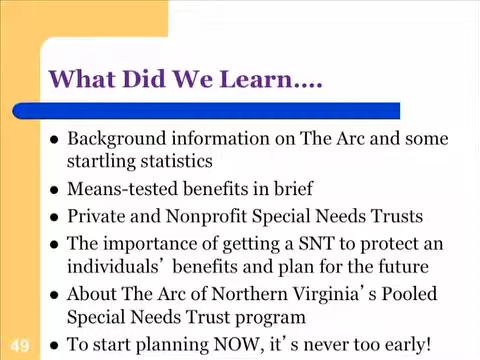 What Did We Learn....
● Background information on The Arc and some
startling statistics
● Means-tested benefits in brief
● Private and Nonprofit Special Needs Trusts
● The importance of getting a SNT to protect an
individuals’ benefits and plan for the future
● About The Arc of Northern Virginia’s Pooled
Special Needs Trust program
● To start planning NOW, it’s never too early!
49